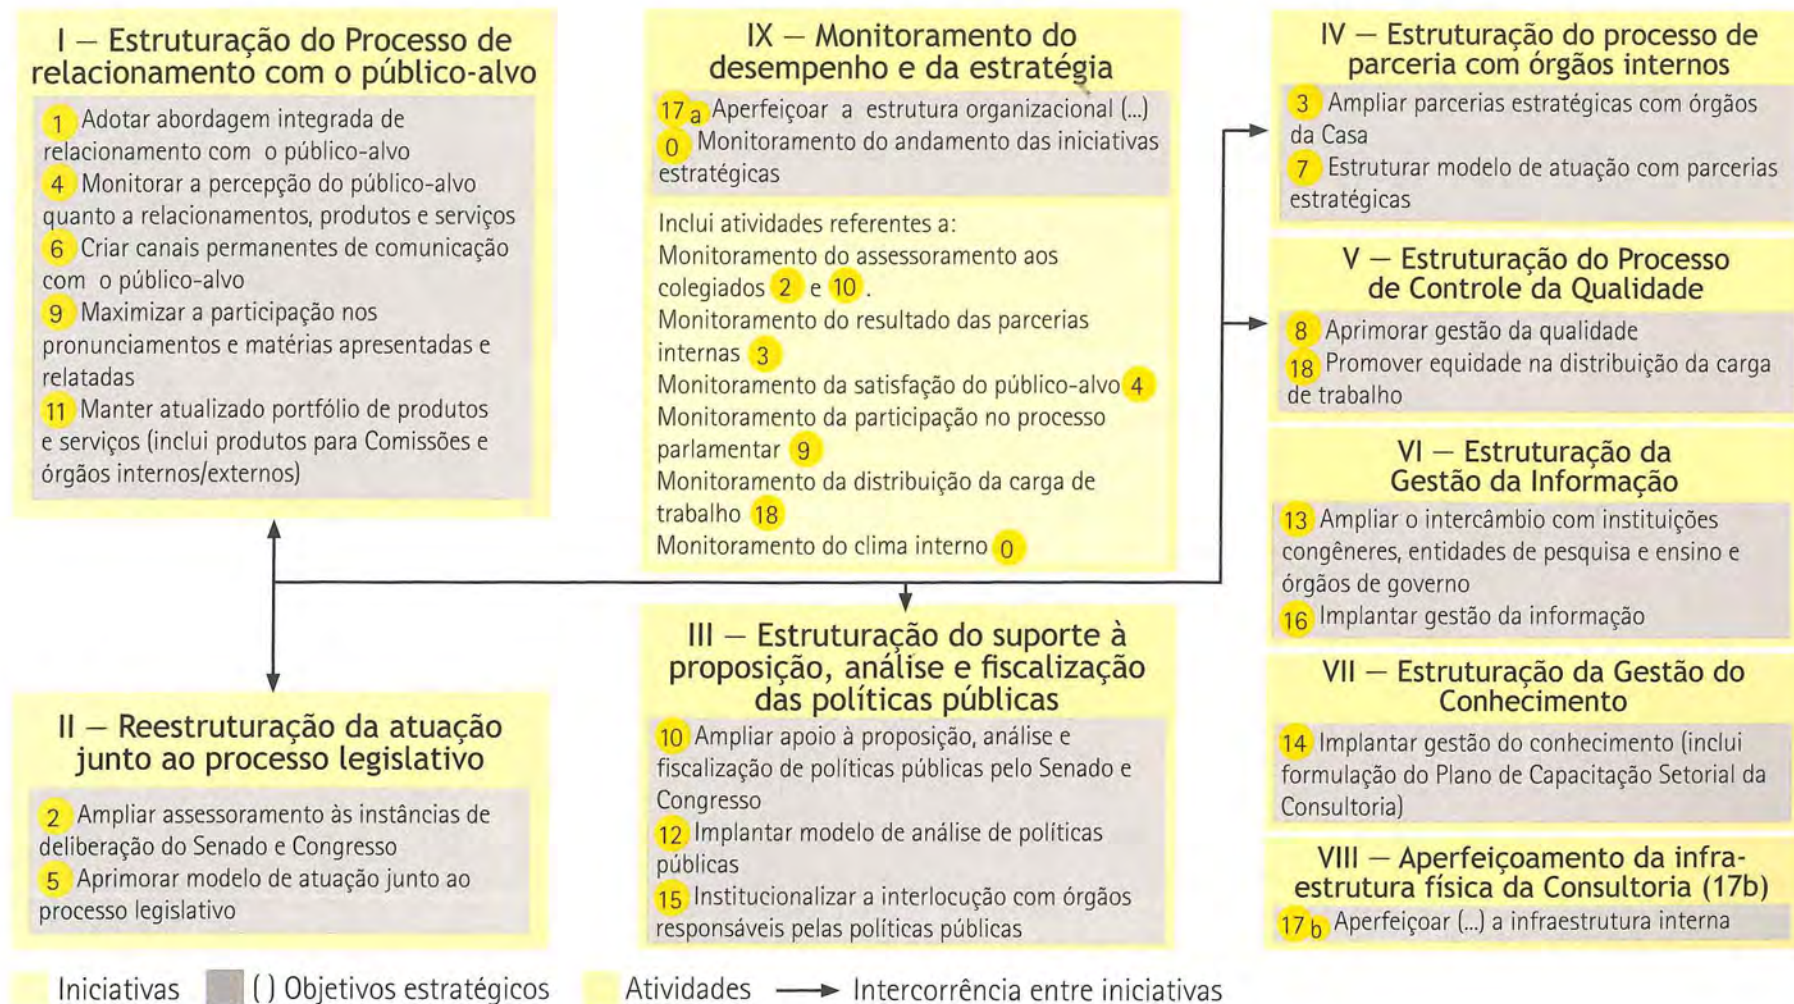 I – Estruturação do Processo de
relacionamento com o público-alvo
1 Adotar abordagem integrada de
relacionamento com o público-alvo
4 Monitorar a percepção do público-alvo
quanto a relacionamentos, produtos e serviços
6 Criar canais permanentes de comunicação
com o público-alvo
9 Maximizar a participação nos
pronunciamentos e matérias apresentadas e
relatadas
11 Manter atualizado portfólio de produtos
e serviços (inclui produtos para Comissões e
órgãos internos/externos)
II – Reestruturação da atuação
junto ao processo legislativo
2 Ampliar assessoramento às instâncias de
deliberação do Senado e Congresso
5 Aprimorar modelo de atuação junto ao
processo legislativo
IX – Monitoramento do
desempenho e da estratégia
17 a Aperfeiçoar a estrutura organizacional (...)
0 Monitoramento do andamento das iniciativas
estratégicas
Inclui atividades referentes a:
Monitoramento do assessoramento aos
colegiados 2 e 10 .
Monitoramento do resultado das parcerias
internas 3
Monitoramento da satisfação do público-alvo 4
Monitoramento da participação no processo
parlamentar 9
Monitoramento da distribuição da carga de
trabalho 18
Monitoramento do clima interno 0
III – Estruturação do suporte à
proposição, análise e fiscalização
das políticas públicas
10 Ampliar apoio à proposição, análise e
fiscalização de políticas públicas pelo Senado e
Congresso
12 Implantar modelo de análise de políticas
públicas
15 Institucionalizar a interlocução com órgãos
responsáveis pelas políticas públicas
IV – Estruturação do processo de
parceria com órgãos internos
3 Ampliar parcerias estratégicas com órgãos
da Casa
7 Estruturar modelo de atuação com parcerias
estratégicas
V – Estruturação do Processo
de Controle da Qualidade
8 Aprimorar gestão da qualidade
18 Promover equidade na distribuição da carga
de trabalho
VI – Estruturação da
Gestão da Informação
13 Ampliar o intercâmbio com instituições
congêneres, entidades de pesquisa e ensino e
órgãos de governo
16 Implantar gestão da informação
VII – Estruturação da Gestão do
Conhecimento
14 Implantar gestão do conhecimento (inclui
formulação do Plano de Capacitação Setorial da
Consultoria)
VIII – Aperfeiçoamento da infra-
estrutura física da Consultoria (17b)
17 b Aperfeiçoar (...) a infraestrutura interna
Iniciativas
( ) Objetivos estratégicos
Atividades
Intercorrência entre iniciativas